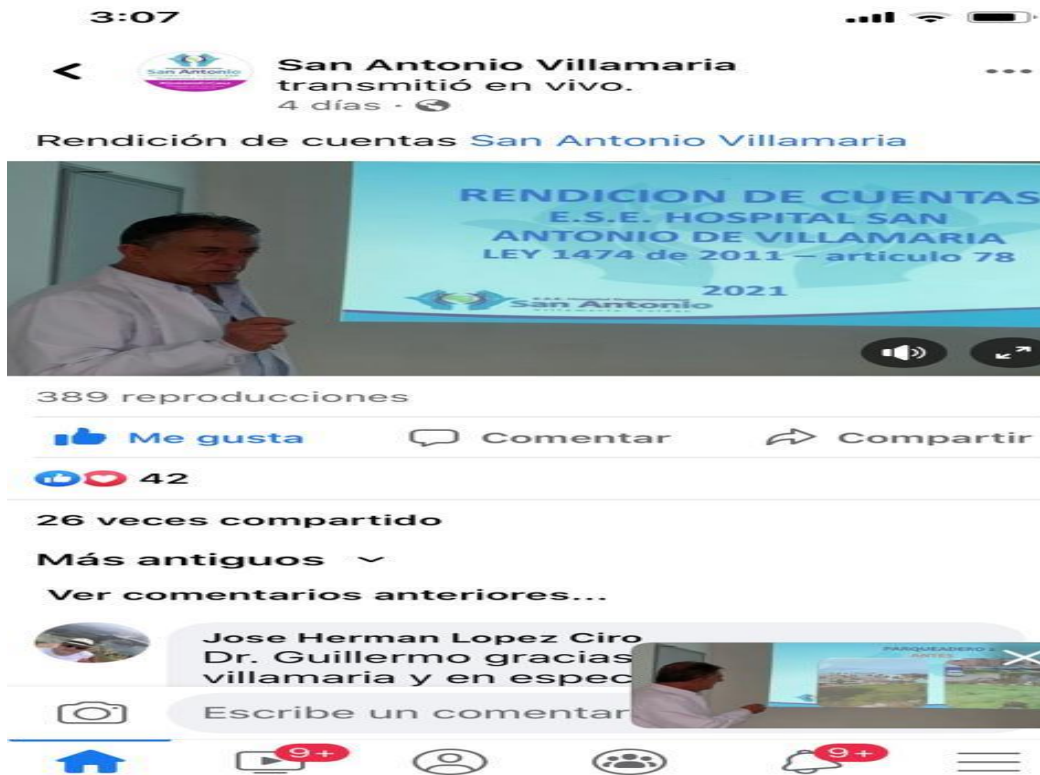 3:07
San Antonio Villamaria
transmitió en vivo.
4 días
Rendición de cuentas San Antonio Villamaria
RENDICION DE CUENTAS
E.S.E. HOSPITAL SAN
ANTONIO DE VILLAMARIA
LEY 1474 de 2011 – articulo 78
2021
San Antonio
389 reproducciones
Me gusta
Comentar
Compartir
42
26 veces compartido
Más antiguos
Ver comentarios anteriores...
Jose Herman Lopez Ciro
Dr. Guillermo gracias
villamaria y en espec
PARQUEADERO
ANTES
Escribe un comentar
9+
9+